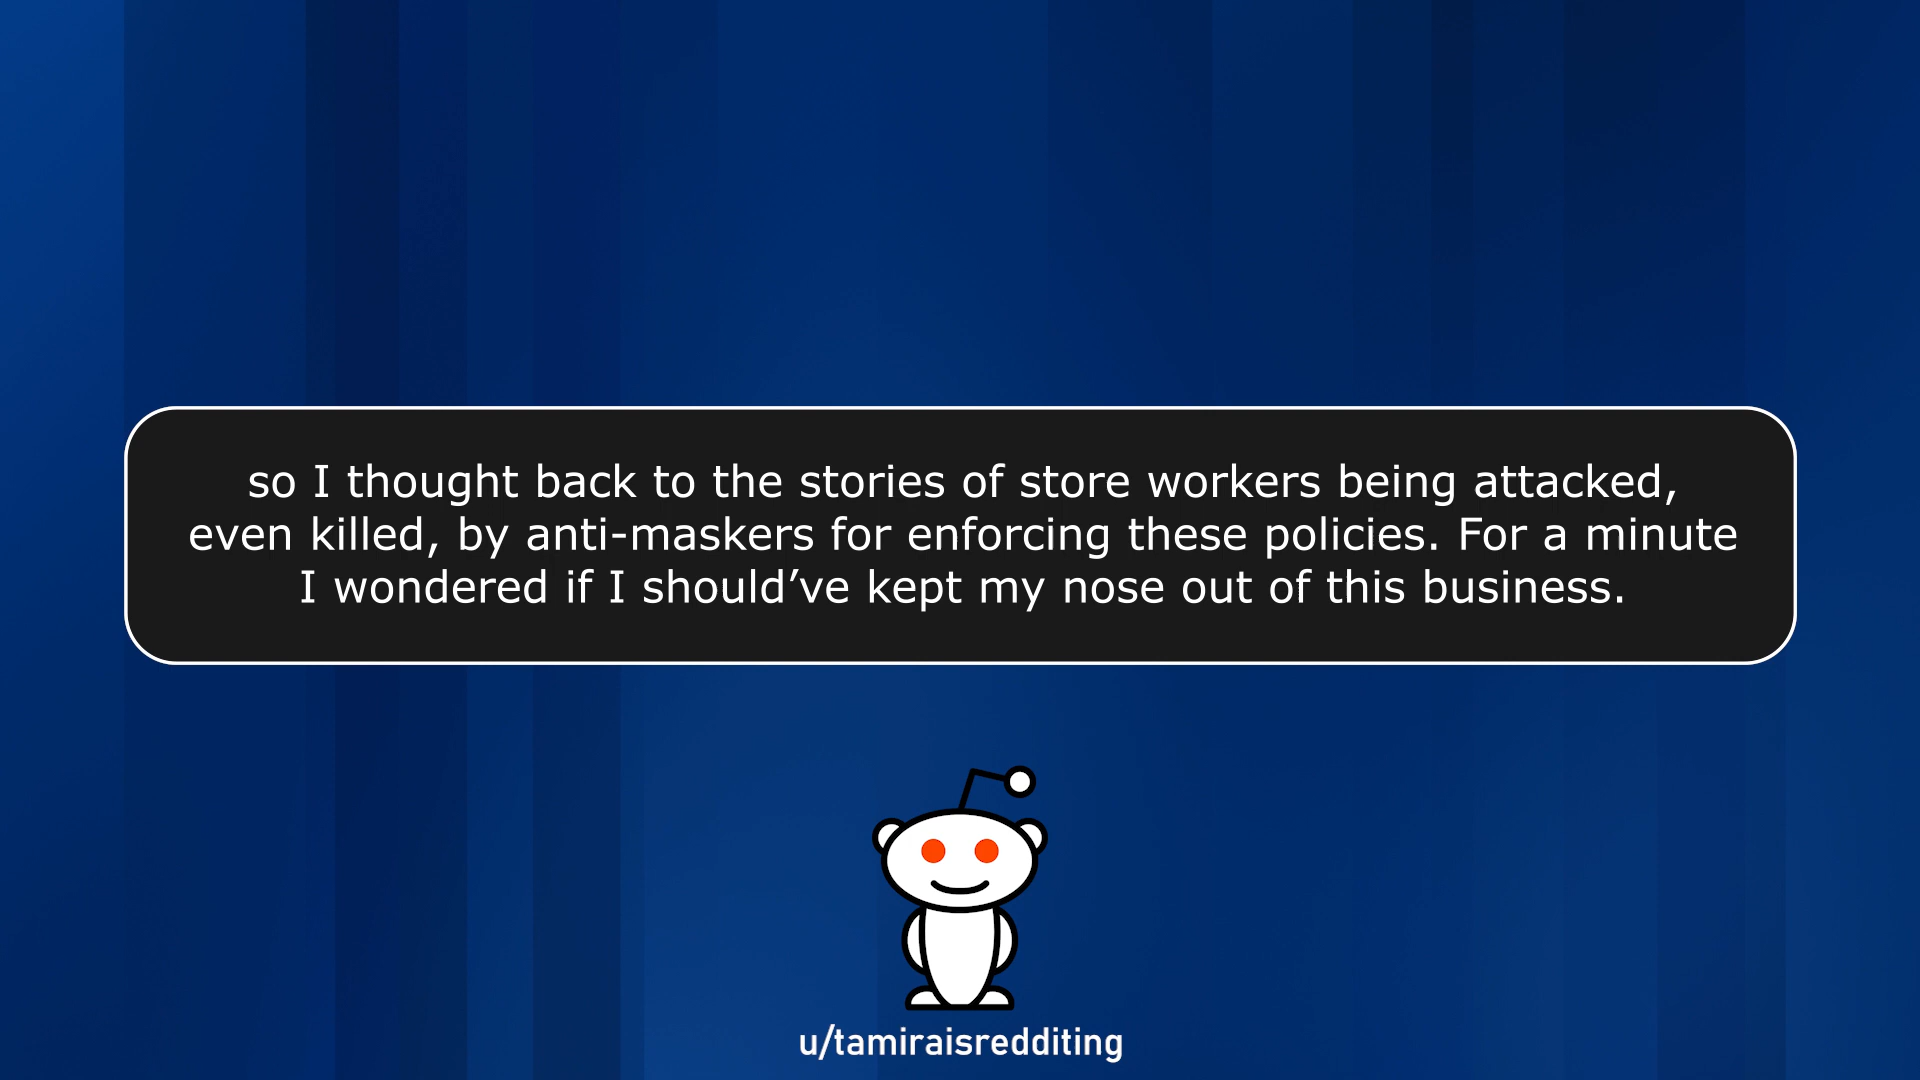 so I thought back to the stories of store workers being attacked,
even killed, by anti-maskers for enforcing these policies. For a minute
I wondered if I should’ve kept my nose out of this business.
u/tamiraisredditing